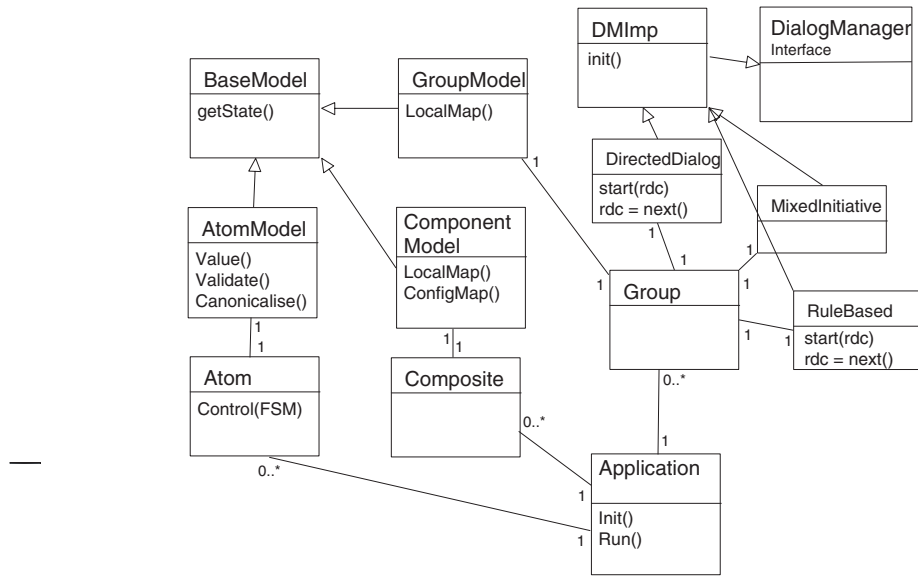 DMImp
init()
DialogManager
Interface
BaseModel
getState()
GroupModel
LocalMap()
DirectedDialog
start(rdc)
rdc = next()
MixedInitiative
AtomModel
Value()
Validate()
Canonicalise()
Component
Model
LocalMap()
ConfigMap()
Group
RuleBased
start(rdc)
rdc = next()
Atom
Control(FSM)
Composite
Application
Init()
Run()
1
1
1
1
1
1
1
1
1
1
1
1
0..*
1
0..*
1
0..*
1